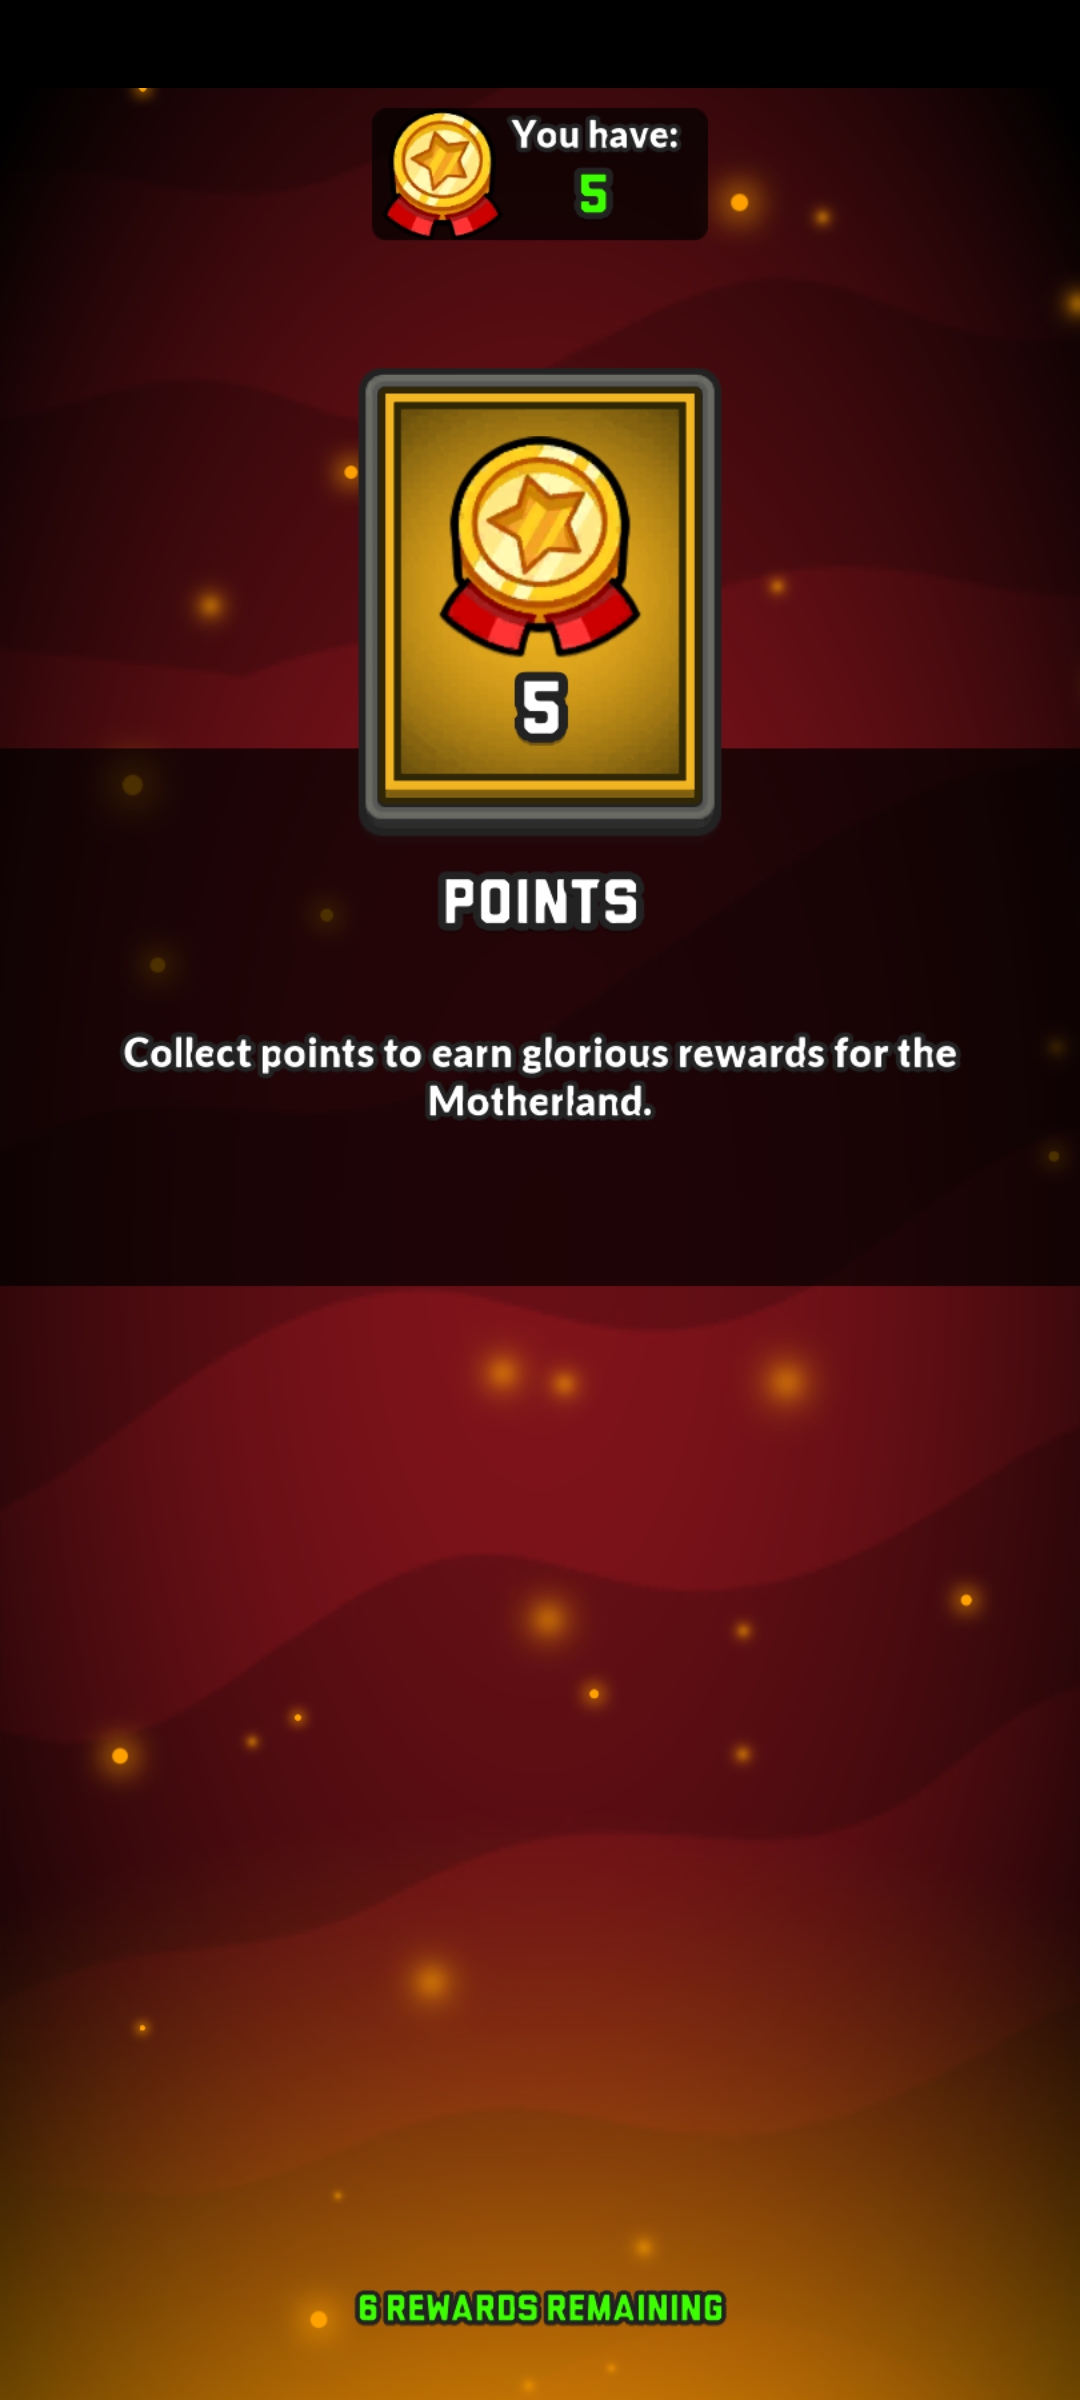 You have:
5
5
POINTS
Collect points to earn glorious rewards for the
Motherland.
6 REWARDS REMAINING